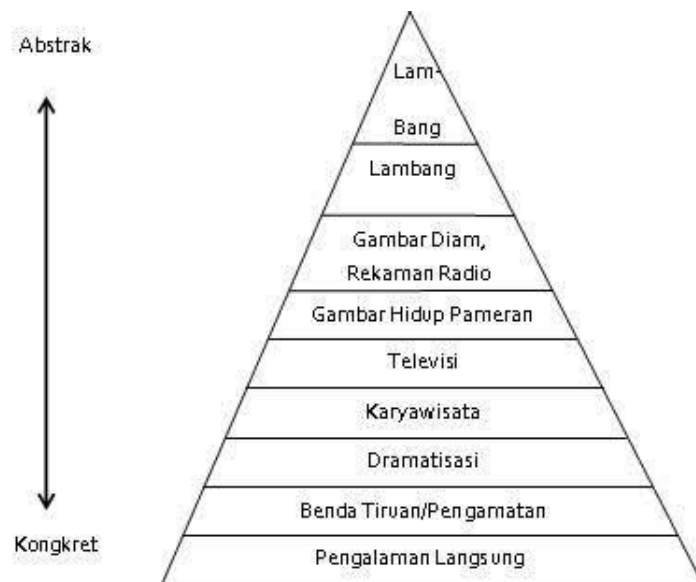 Abstrak
Lam-
Bang
Lambang
Gambar Diam,
Rekaman Radio
Gambar Hidup Pameran
Televisi
Karyawisata
Dramatisasi
Benda Tiruan/Pengamatan
Kongkret
Pengalaman Langsung